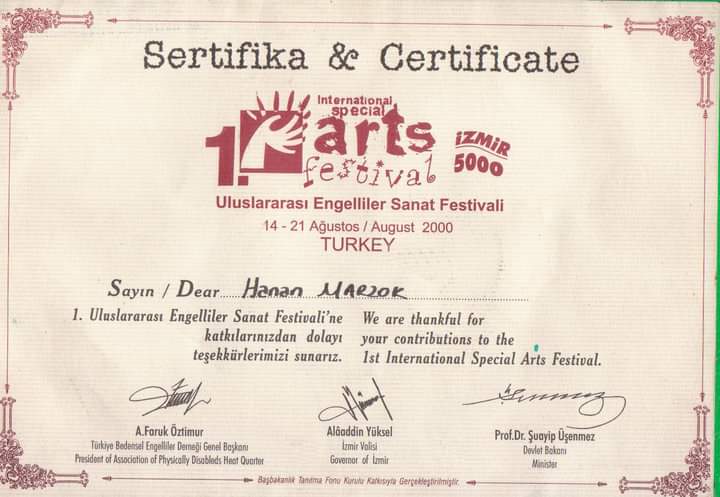 Sertifika & Certificate
1. International
special
arts
festival
İZMİR
5000
Uluslararası Engelliler Sanat Festivali
14 - 21 Ağustos / August 2000
TURKEY
Sayın / Dear Hanan MARZOK
1. Uluslararası Engelliler Sanat Festivali'ne
katkılarınızdan dolayı
teşekkürlerimizi sunarız.
We are thankful for
your contributions to the
1st International Special Arts Festival.
A.Faruk Öztimur
Türkiye Bedensel Engelliler Derneği Genel Başkanı
President of Association of Physically Disableds Heat Quarter
Alâaddin Yüksel
İzmir Valisi
Governor of İzmir
Prof.Dr. Şuayip Üşenmez
Devlet Bakanı
Minister
Başbakanlık Tanıtma Fonu Kurulu Katkısıyla Gerçekleştirilmiştir.